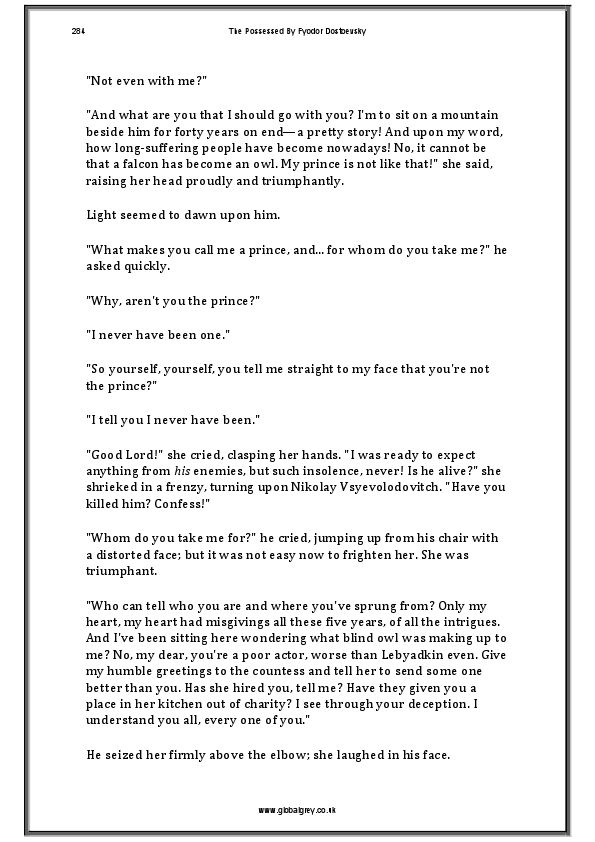 284
The Possessed By Fyodor Dostoevsky
"Not even with me?"
"And what are you that I should go with you? I'm to sit on a mountain
beside him for forty years on end—a pretty story! And upon my word,
how long-suffering people have become nowadays! No, it cannot be
that a falcon has become an owl. My prince is not like that!" she said,
raising her head proudly and triumphantly.
Light seemed to dawn upon him.
"What makes you call me a prince, and... for whom do you take me?" he
asked quickly.
"Why, aren't you the prince?"
"I never have been one."
"So yourself, yourself, you tell me straight to my face that you're not
the prince?"
"I tell you I never have been."
"Good Lord!" she cried, clasping her hands. "I was ready to expect
anything from his enemies, but such insolence, never! Is he alive?" she
shrieked in a frenzy, turning upon Nikolay Vsyevolodovitch. "Have you
killed him? Confess!"
"Whom do you take me for?" he cried, jumping up from his chair with
a distorted face; but it was not easy now to frighten her. She was
triumphant.
"Who can tell who you are and where you've sprung from? Only my
heart, my heart had misgivings all these five years, of all the intrigues.
And I've been sitting here wondering what blind owl was making up to
me? No, my dear, you're a poor actor, worse than Lebyadkin even. Give
my humble greetings to the countess and tell her to send some one
better than you. Has she hired you, tell me? Have they given you a
place in her kitchen out of charity? I see through your deception. I
understand you all, every one of you."
He seized her firmly above the elbow; she laughed in his face.
www.globalgrey.co.uk